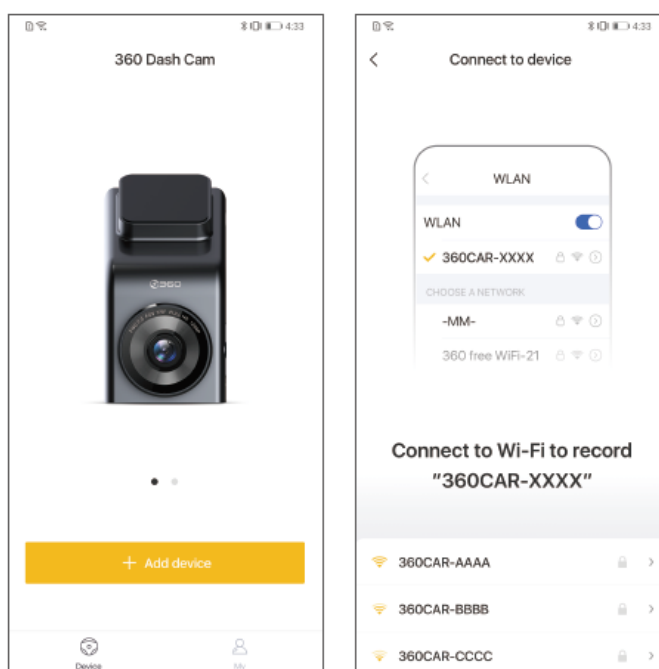 4:33
360 Dash Cam
360
+ Add device
Device
My
4:33
Connect to device
WLAN
WLAN
360CAR-XXXX
CHOOSE A NETWORK
-MM-
360 free WiFi-21
Connect to Wi-Fi to record
"360CAR-XXXX"
360CAR-AAAA
360CAR-BBBB
360CAR-CCCC